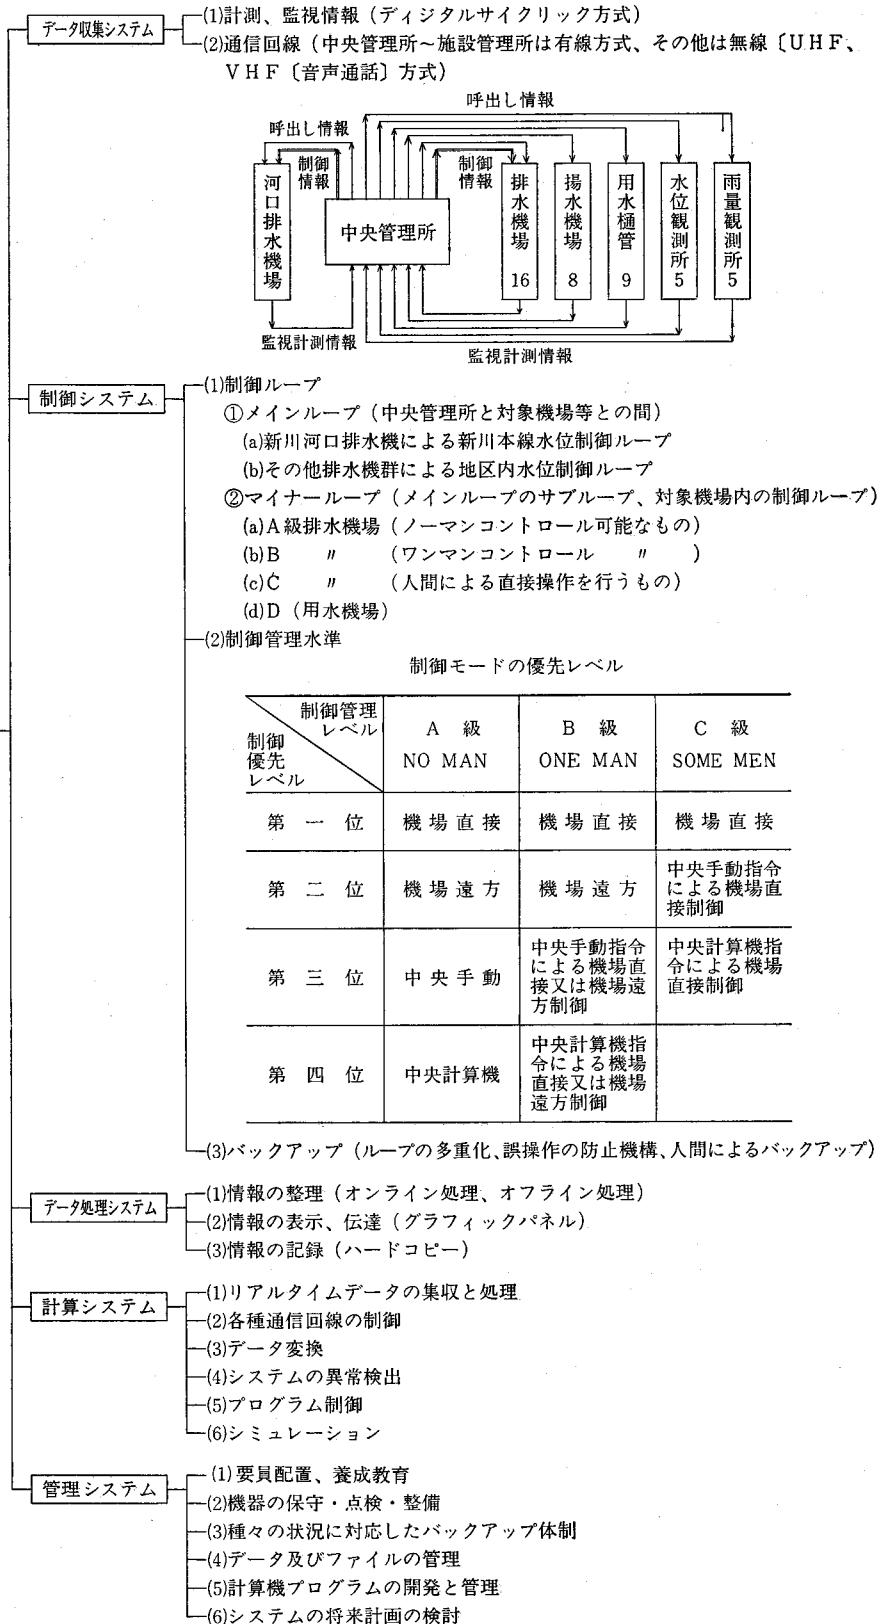 データ収集システム
(1)計測、監視情報（ディジタルサイクリック方式）
(2)通信回線（中央管理所～施設管理所は有線方式、その他は無線〔UHF、
VHF〔音声通話〕方式）
呼出し情報
呼出し情報
制御
情報
制御
情報
河口排水機場
中央管理所
排水機場 16
揚水機場 8
用水樋管 9
水位観測所 5
雨量観測所 5
監視計測情報
監視計測情報
制御システム
(1)制御ループ
①メインループ（中央管理所と対象機場等との間）
(a)新川河口排水機による新川本線水位制御ループ
(b)その他排水機群による地区内水位制御ループ
②マイナーループ（メインループのサブループ、対象機場内の制御ループ）
(a)A級排水機場（ノーマンコントロール可能なもの）
(b)B 〃 （ワンマンコントロール 〃 ）
(c)C 〃 （人間による直接操作を行うもの）
(d)D（用水機場）
(2)制御管理水準
制御モードの優先レベル
制御管理
レベル
制御
優先
レベル
A 級
NO MAN
B 級
ONE MAN
C 級
SOME MEN
第 一 位 機場直接 機場直接 機場直接
第 二 位 機場遠方 機場遠方
中央手動指令
による機場直
接制御
第 三 位 中央手動
中央手動指令
による機場直
接又は機場遠
方制御
中央計算機指
令による機場
直接制御
第 四 位 中央計算機
中央計算機指
令による機場
直接又は機場
遠方制御
(3)バックアップ（ループの多重化、誤操作の防止機構、人間によるバックアップ）
データ処理システム
(1)情報の整理（オンライン処理、オフライン処理）
(2)情報の表示、伝達（グラフィックパネル）
(3)情報の記録（ハードコピー）
計算システム
(1)リアルタイムデータの集収と処理
(2)各種通信回線の制御
(3)データ変換
(4)システムの異常検出
(5)プログラム制御
(6)シミュレーション
管理システム
(1)要員配置、養成教育
(2)機器の保守・点検・整備
(3)種々の状況に対応したバックアップ体制
(4)データ及びファイルの管理
(5)計算機プログラムの開発と管理
(6)システムの将来計画の検討